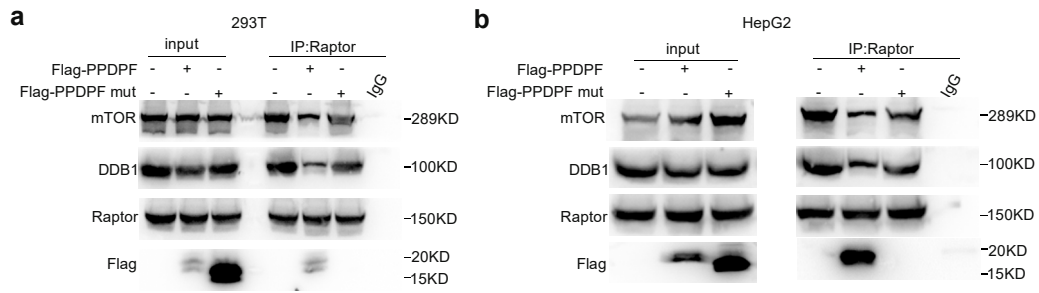 a
293T
input IP:Raptor
Flag-PPDPF - + - - + - IgG
Flag-PPDPF mut - - + - - +
mTOR -289KD
DDB1 -100KD
Raptor -150KD
Flag -20KD
-15KD
b
HepG2
input IP:Raptor
Flag-PPDPF - + - - + - IgG
Flag-PPDPF mut - - + - - +
mTOR -289KD
DDB1 -100KD
Raptor -150KD
Flag -20KD
-15KD